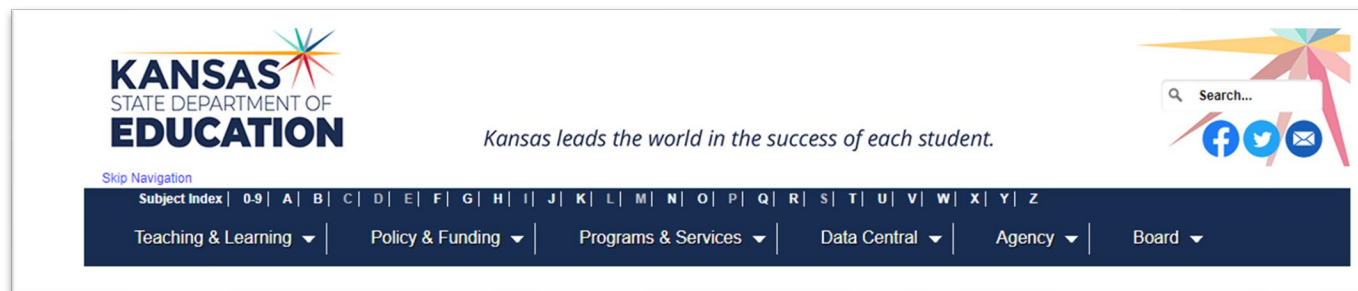 KANSAS
STATE DEPARTMENT OF
EDUCATION
Kansas leads the world in the success of each student.
Search...
Skip Navigation
Subject Index | 0-9 | A | B | C | D | E | F | G | H | I | J | K | L | M | N | O | P | Q | R | S | T | U | V | W | X | Y | Z
Teaching & Learning | Policy & Funding | Programs & Services | Data Central | Agency | Board